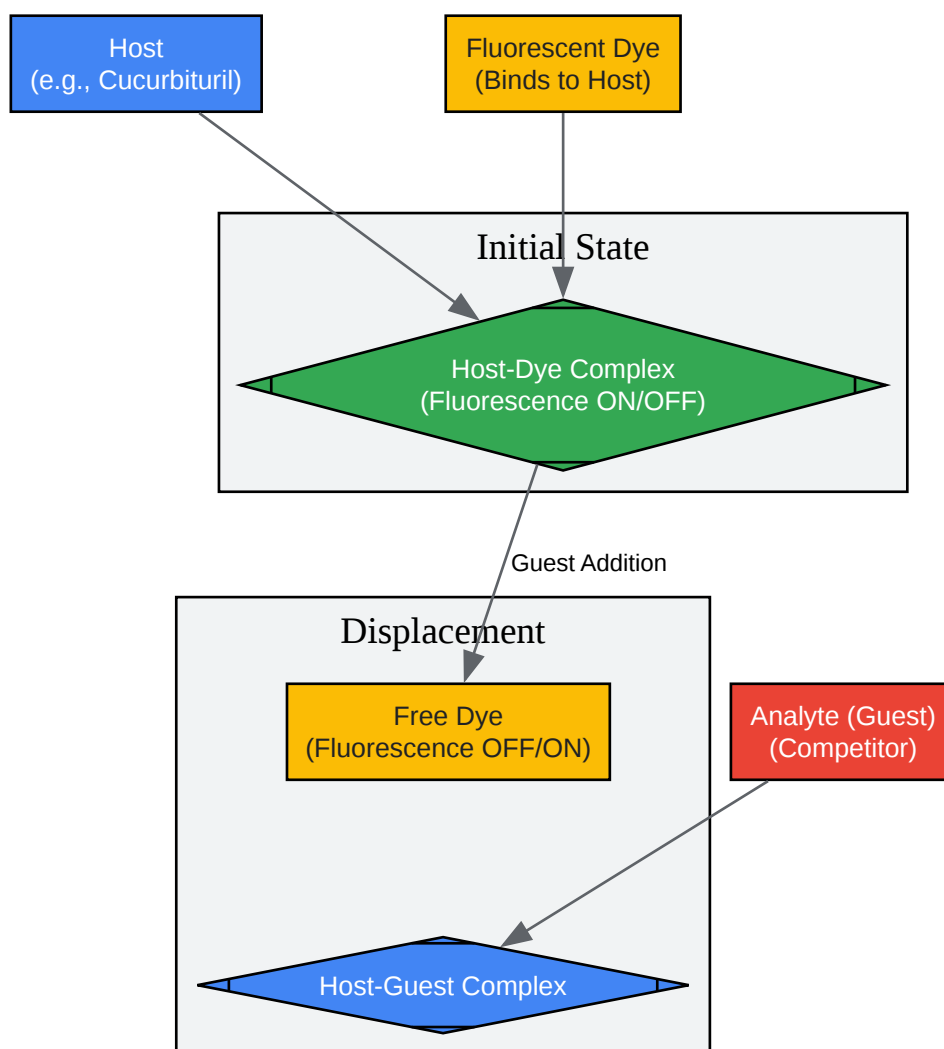 Host
(e.g., Cucurbituril)
Fluorescent Dye
(Binds to Host)
Initial State
Host-Dye Complex
(Fluorescence ON/OFF)
Guest Addition
Displacement
Free Dye
(Fluorescence OFF/ON)
Analyte (Guest)
(Competitor)
Host-Guest Complex